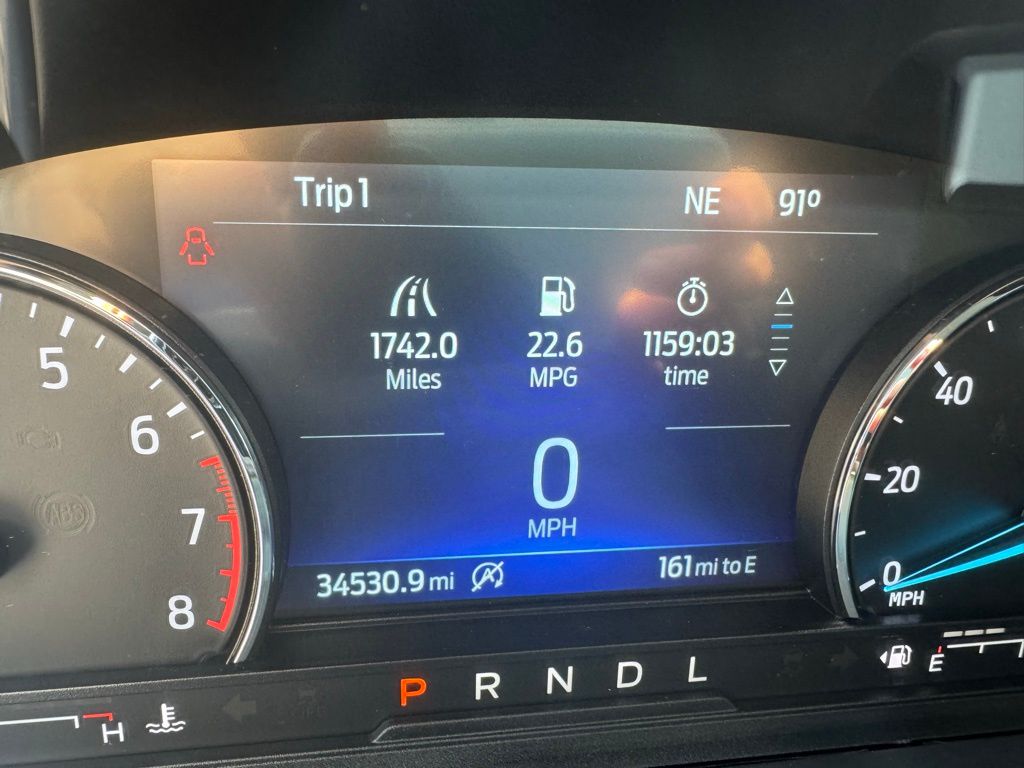 Trip 1
NE
91º
1742.0
Miles
22.6
MPG
1159:03
time
5
6
7
8
ABS
40
20
0
MPH
0
MPH
34530.9 mi
A
161 mi to E
P R N D L
H
E